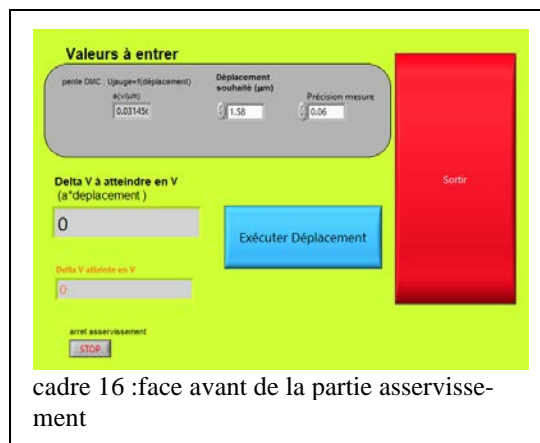 Valeurs à entrer
pente DMC : Ujauge=f(déplacement)
a(v/µm)
0.03145
Déplacement
souhaité (µm)
1.58
Précision mesure
0.06
Delta V à atteindre en V
(a*deplacement )
0
Delta V atteinte en V
0
arret asservissement
STOP
Exécuter Déplacement
Sortir
cadre 16 :face avant de la partie asservisse-
ment